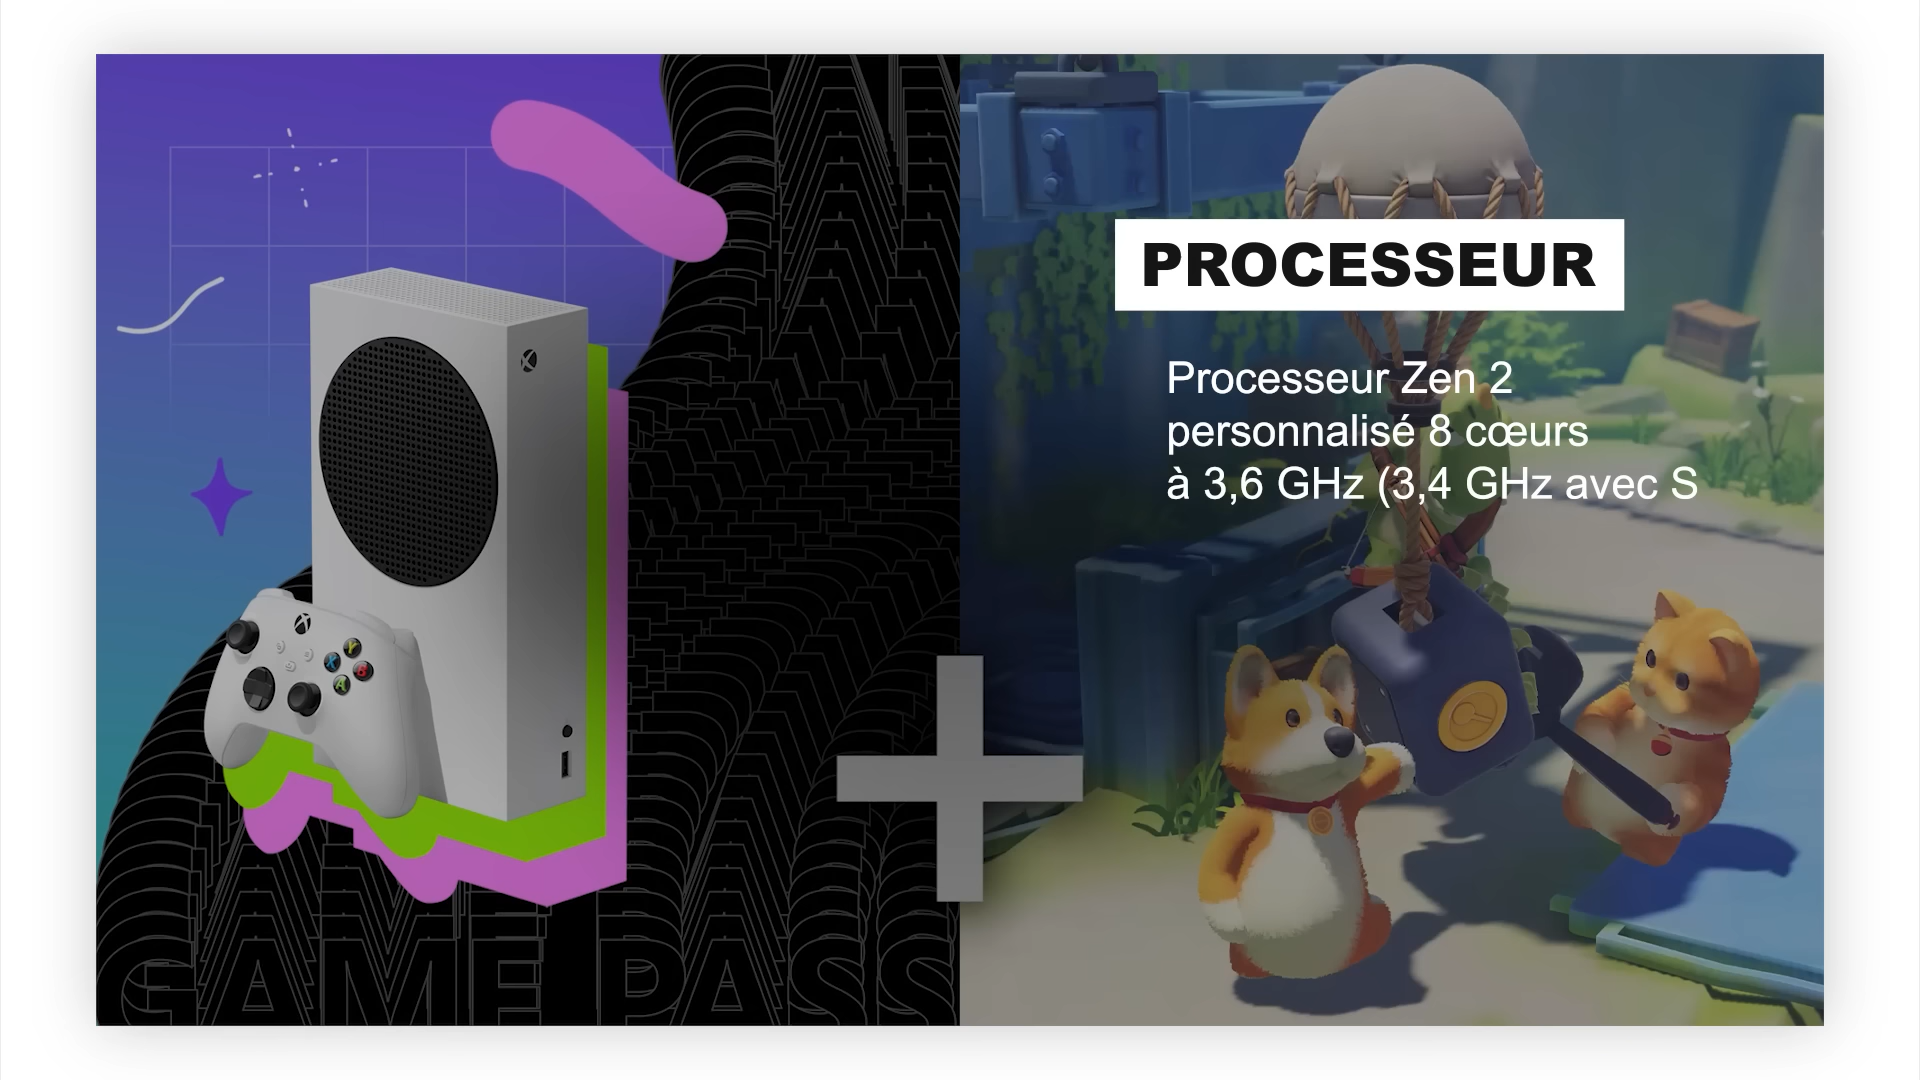 PROCESSEUR
Processeur Zen 2
personnalisé 8 cœurs
à 3,6 GHz (3,4 GHz avec S
Y
X
B
A
GAME PASS